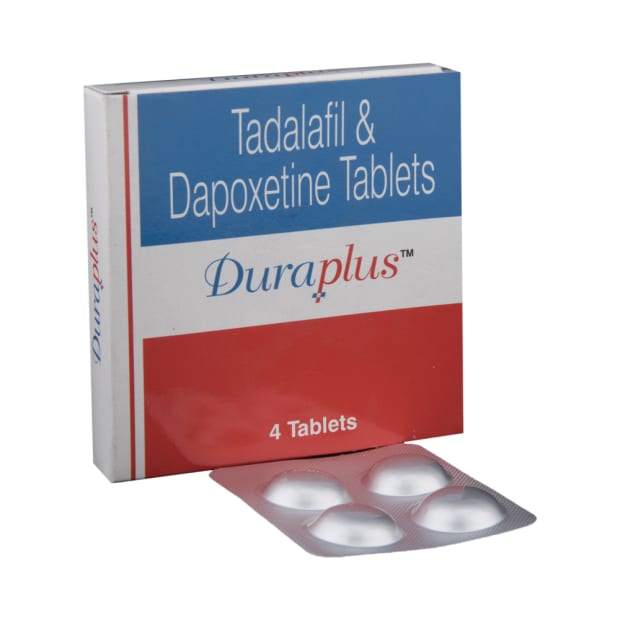 Tadalafil &
Dapoxetine Tablets
Duraplus™
4 Tablets
Duraplus™